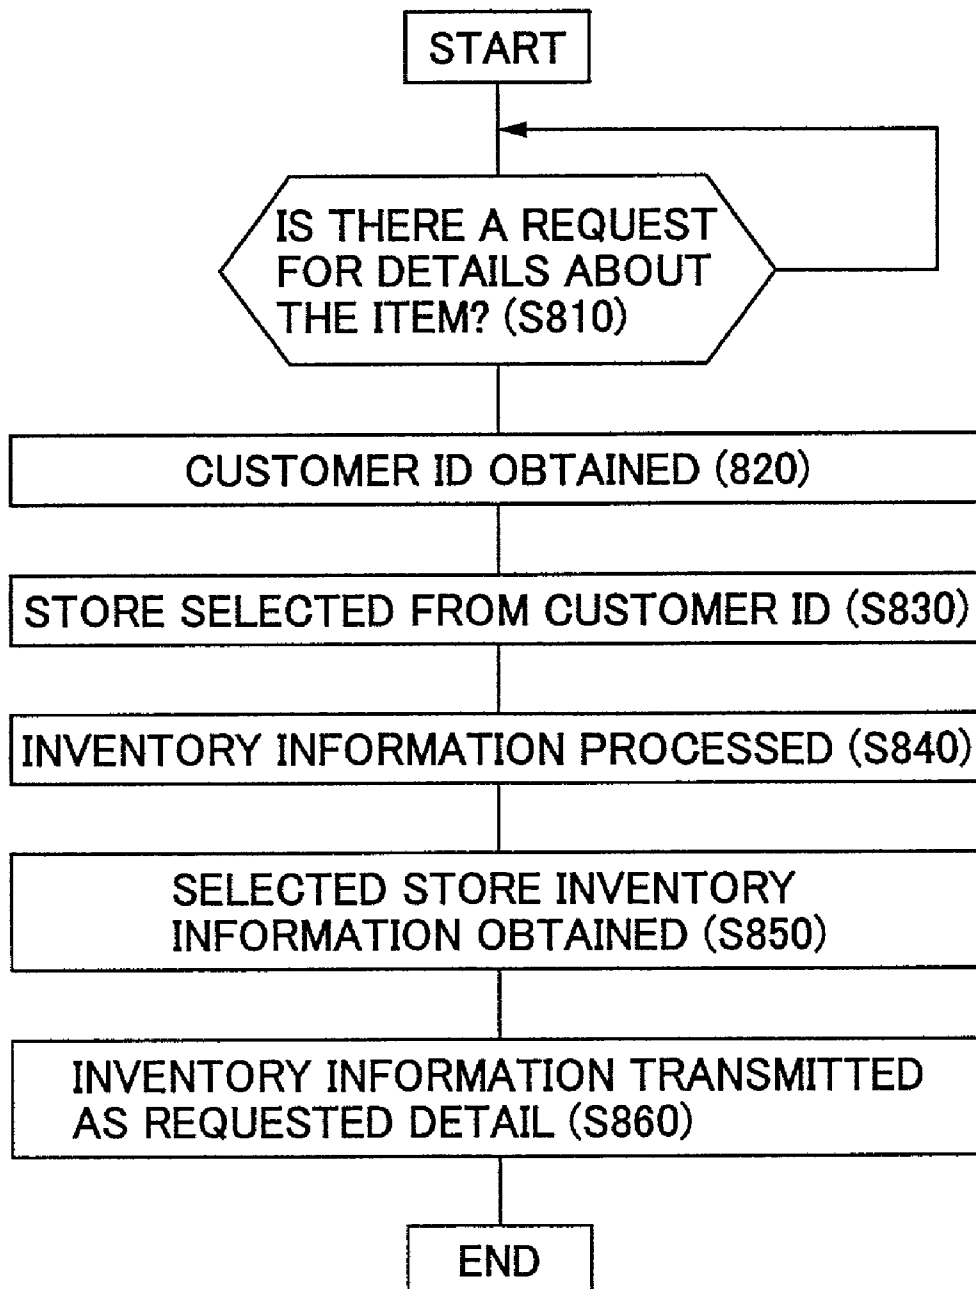 START
IS THERE A REQUEST
FOR DETAILS ABOUT
THE ITEM? (S810)
CUSTOMER ID OBTAINED (820)
STORE SELECTED FROM CUSTOMER ID (S830)
INVENTORY INFORMATION PROCESSED (S840)
SELECTED STORE INVENTORY
INFORMATION OBTAINED (S850)
INVENTORY INFORMATION TRANSMITTED
AS REQUESTED DETAIL (S860)
END